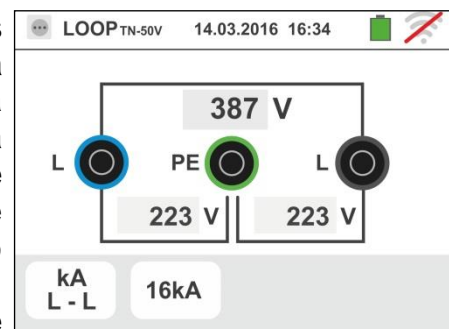 LOOP TN-50V 14.03.2016 16:34
387 V
L PE L
223 V 223 V
kA
L - L
16kA